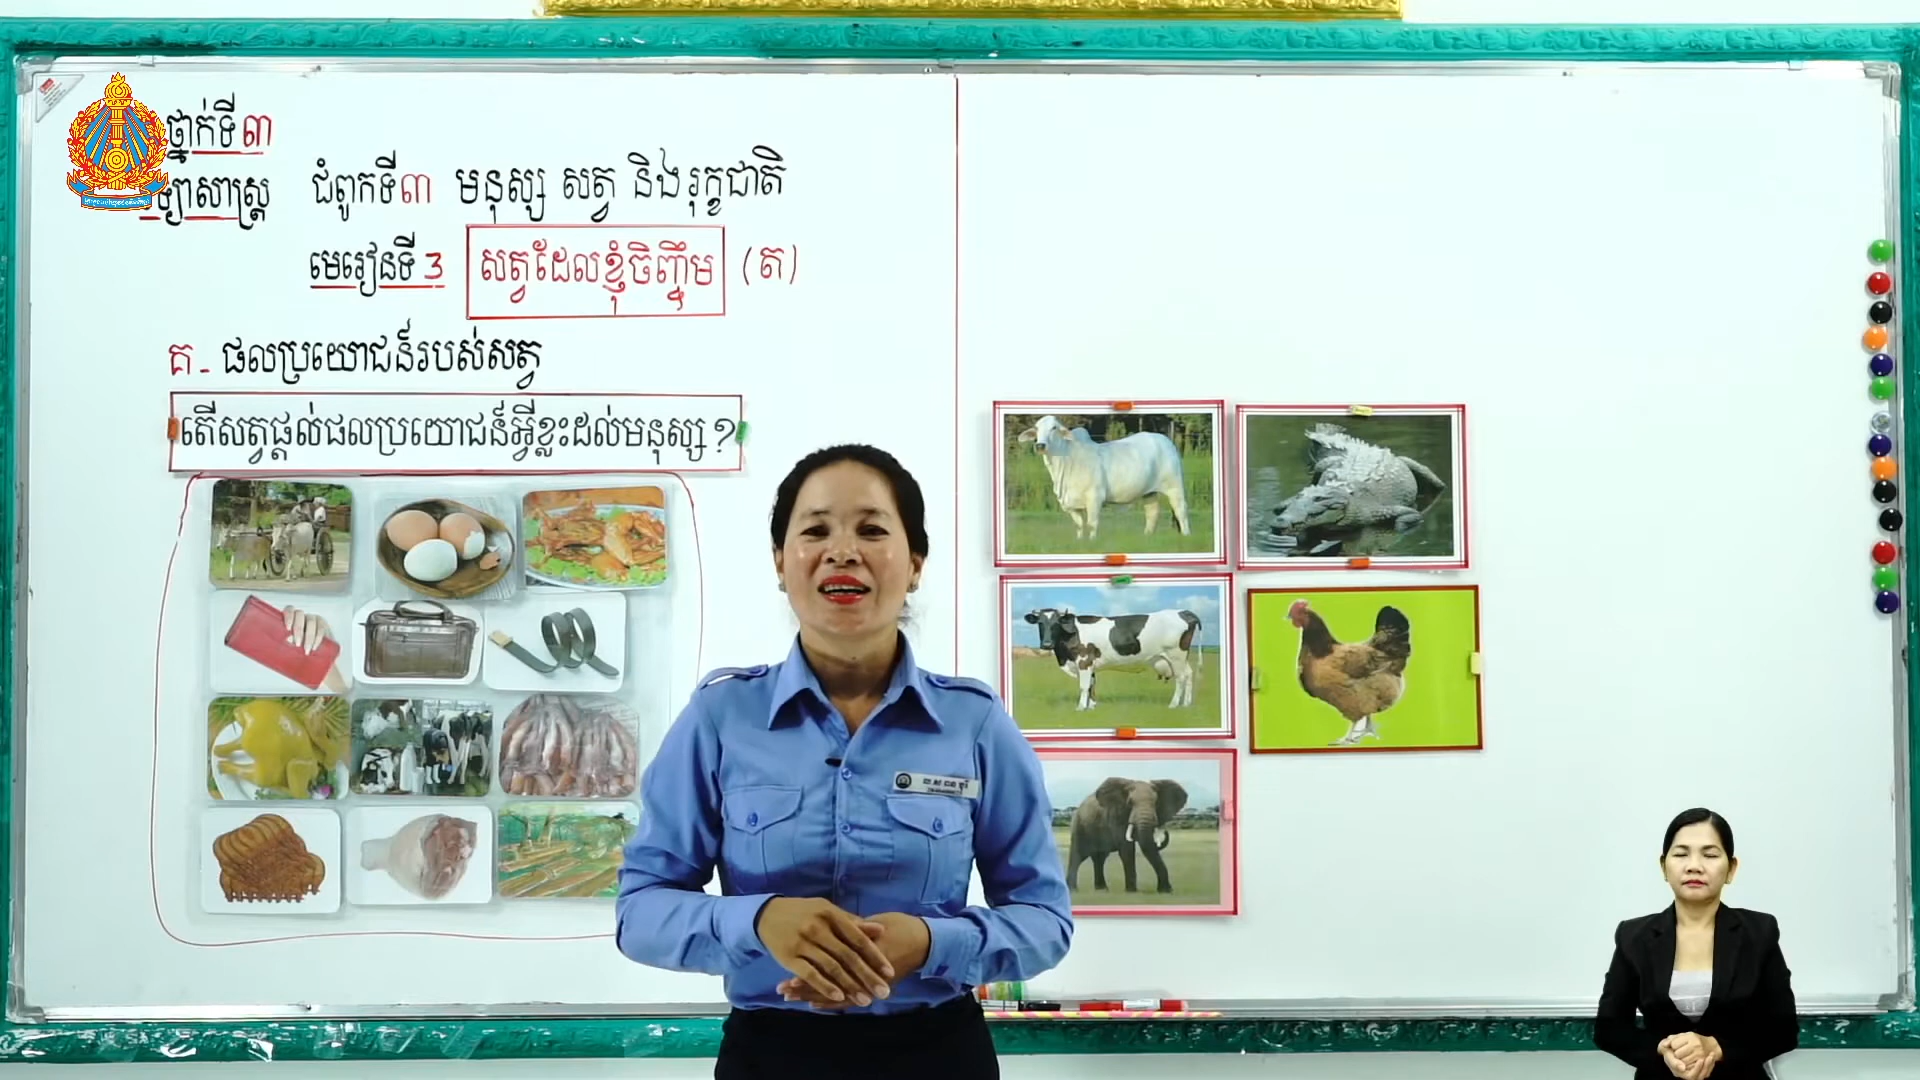 ថ្នាក់ទី ៣
វិទ្យាសាស្ត្រ
ជំពូកទី៣ មនុស្ស សត្វ និងរុក្ខជាតិ
មេរៀនទី 3 សត្វដែលខ្ញុំចិញ្ចឹម (ត)
គ - ផលប្រយោជន៍របស់សត្វ
តើសត្វផ្តល់ផលប្រយោជន៍អ្វីខ្លះដល់មនុស្ស ?